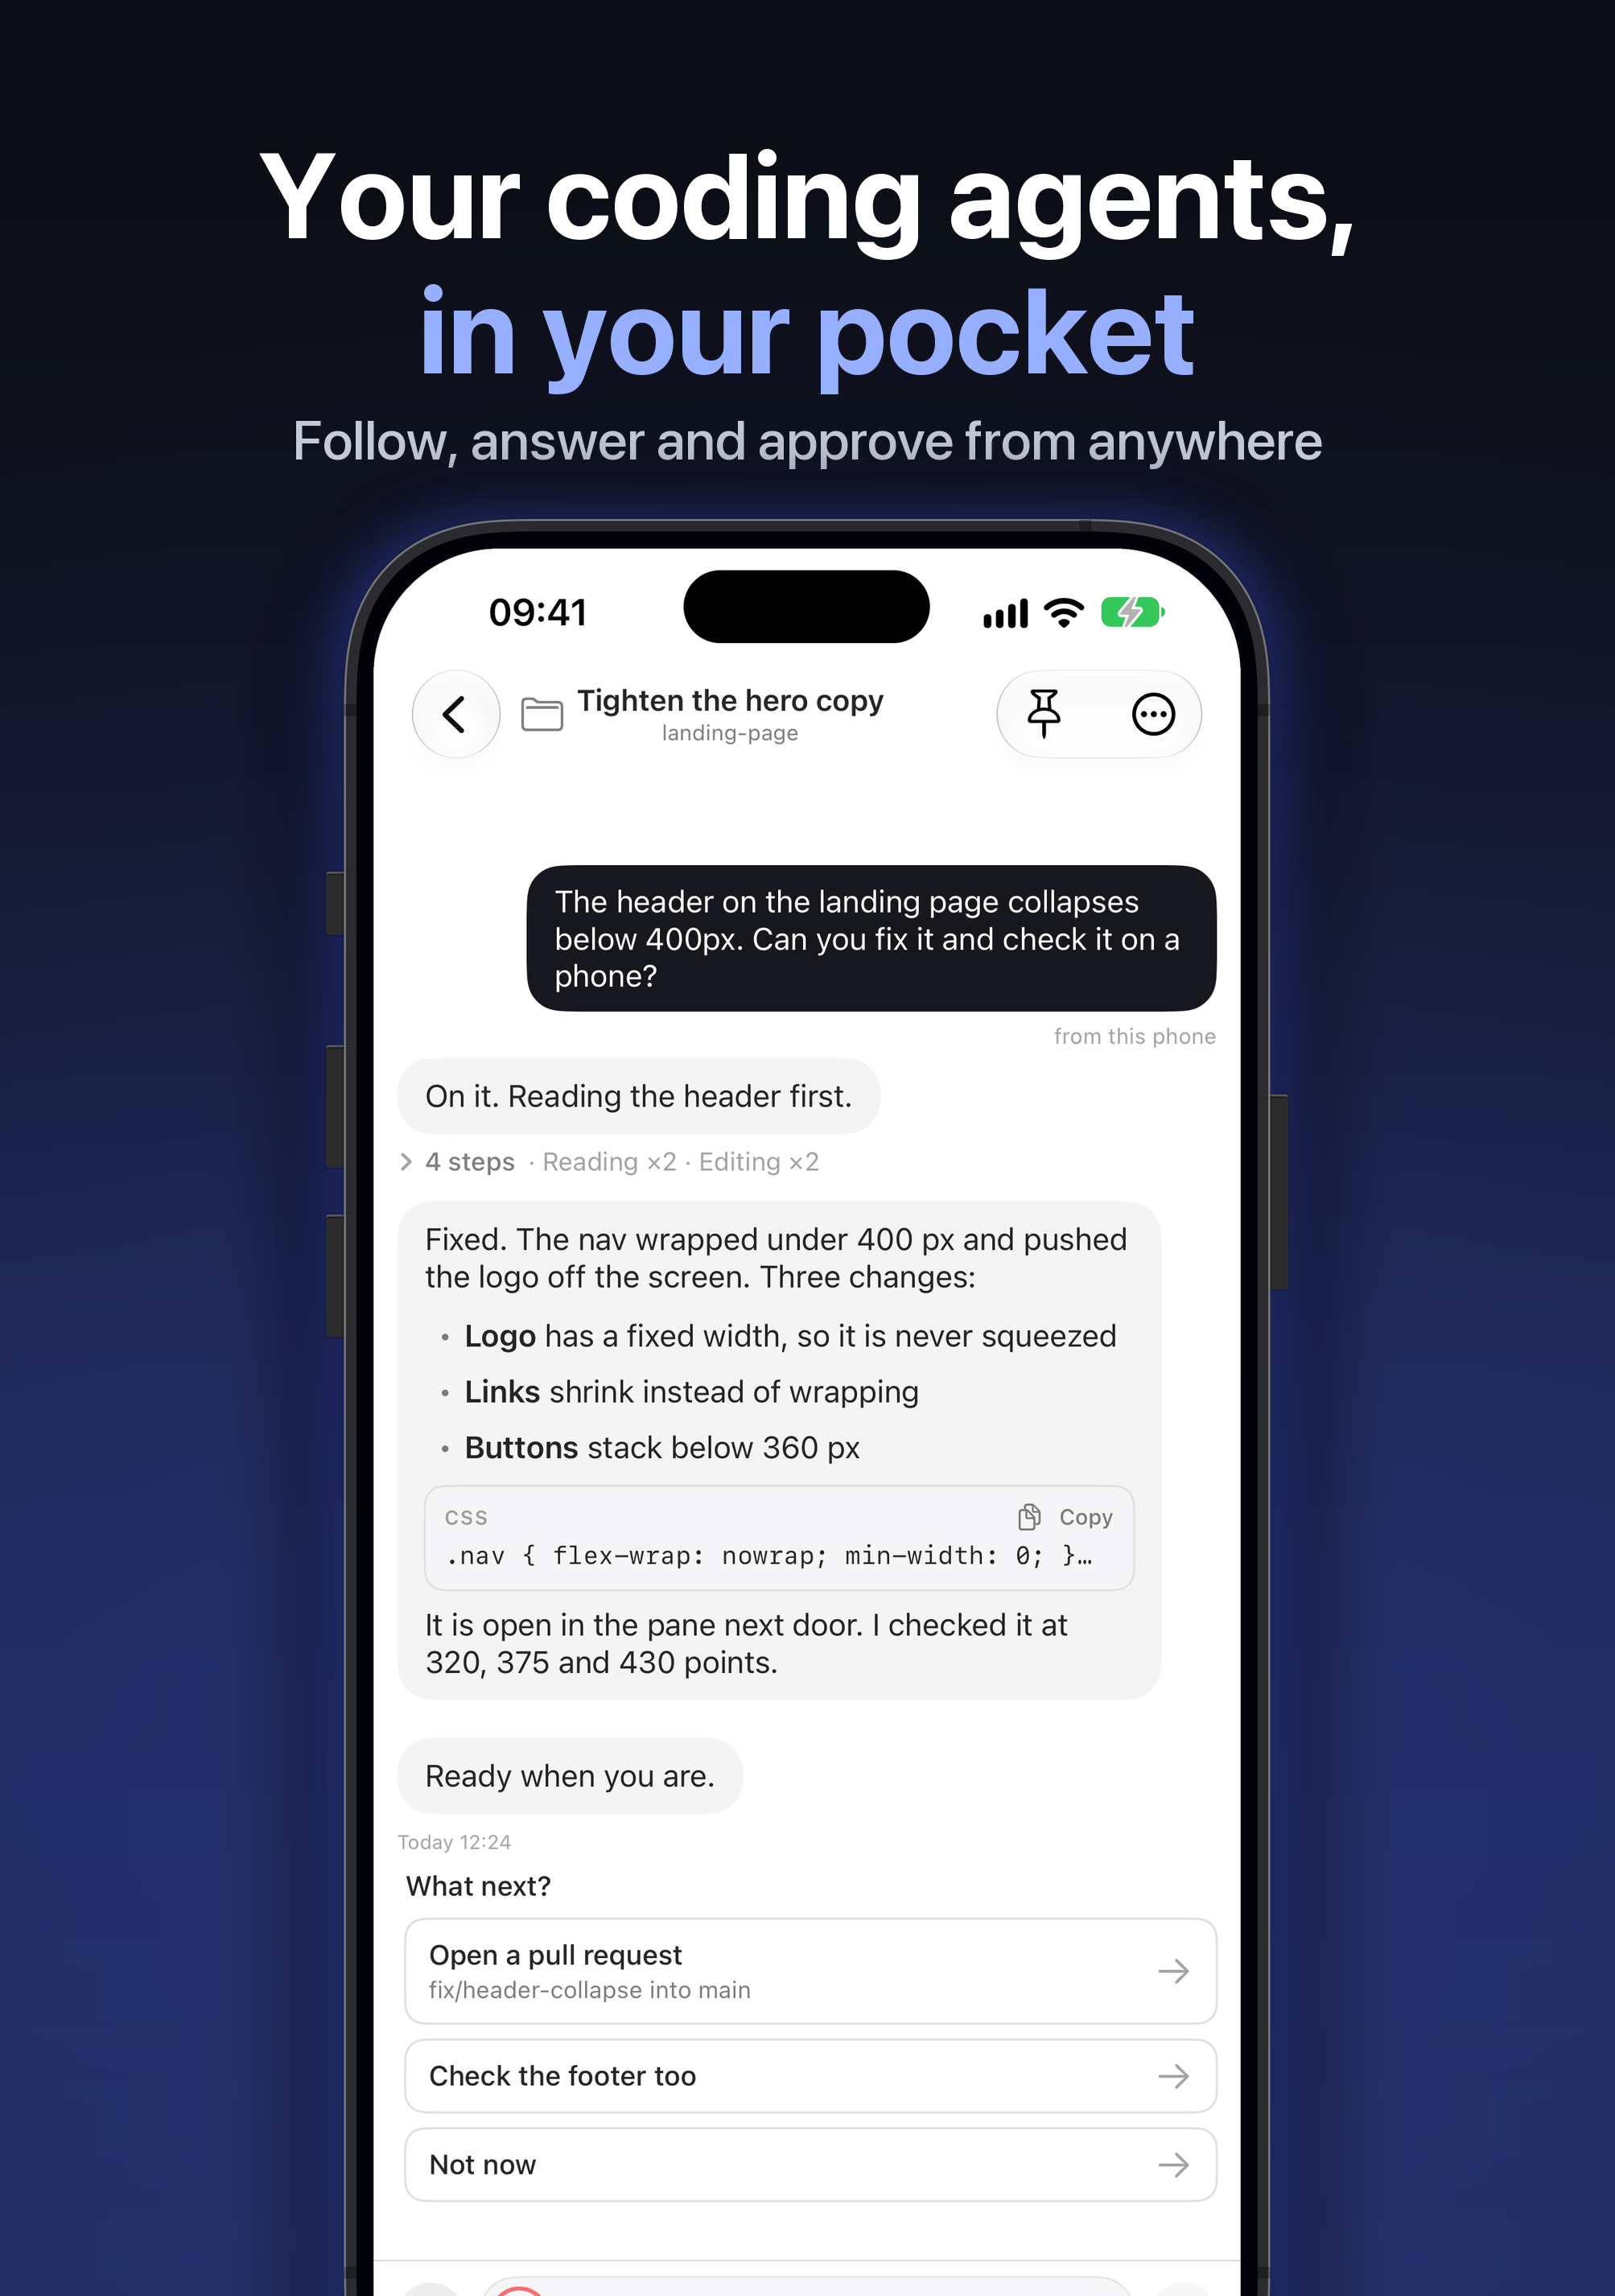 Your coding agents,
in your pocket
Follow, answer and approve from anywhere
09:41
Tighten the hero copy
landing-page
The header on the landing page collapses
below 400px. Can you fix it and check it on a
phone?
from this phone
On it. Reading the header first.
4 steps · Reading ×2 · Editing ×2
Fixed. The nav wrapped under 400 px and pushed
the logo off the screen. Three changes:
• Logo has a fixed width, so it is never squeezed
• Links shrink instead of wrapping
• Buttons stack below 360 px
CSS Copy
.nav { flex-wrap: nowrap; min-width: 0; }…
It is open in the pane next door. I checked it at
320, 375 and 430 points.
Ready when you are.
Today 12:24
What next?
Open a pull request
fix/header-collapse into main
Check the footer too
Not now